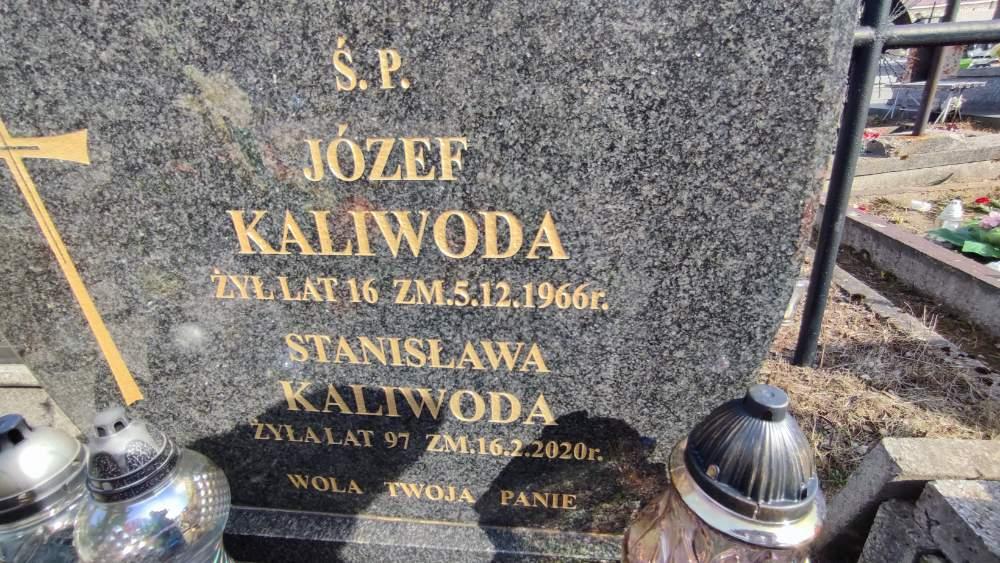 Ś. P.
JÓZEF
KALIWODA
ŻYŁ LAT 16 ZM.5.12.1966r.
STANISŁAWA
KALIWODA
ŻYŁA LAT 97 ZM.16.2.2020r.
WOLA TWOJA PANIE